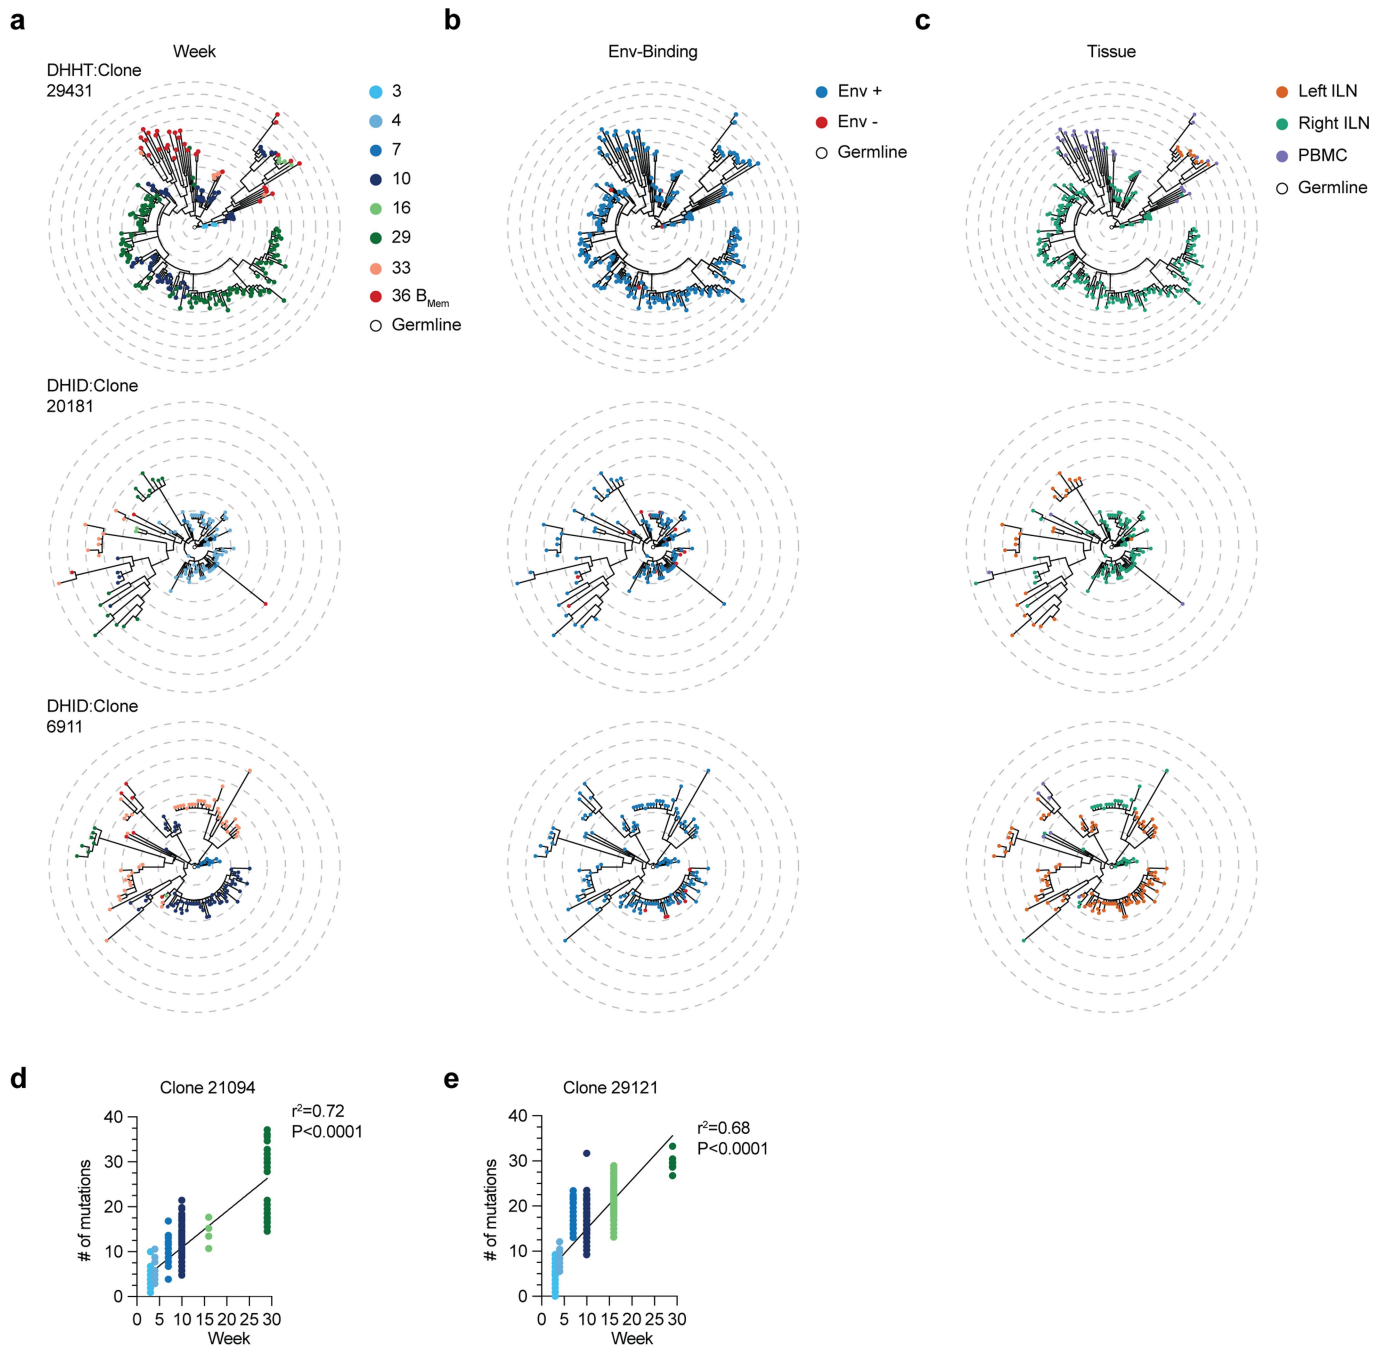 a
Week
DHHT:Clone
29431
3
4
7
10
16
29
33
36 BMem
Germline
b
Env-Binding
Env +
Env -
Germline
c
Tissue
Left ILN
Right ILN
PBMC
Germline
DHID:Clone
20181
DHID:Clone
6911
d
Clone 21094
r²=0.72
P<0.0001
# of mutations
40
30
20
10
0
0 5 10 15 20 25 30
Week
e
Clone 29121
r²=0.68
P<0.0001
# of mutations
40
30
20
10
0
0 5 10 15 20 25 30
Week